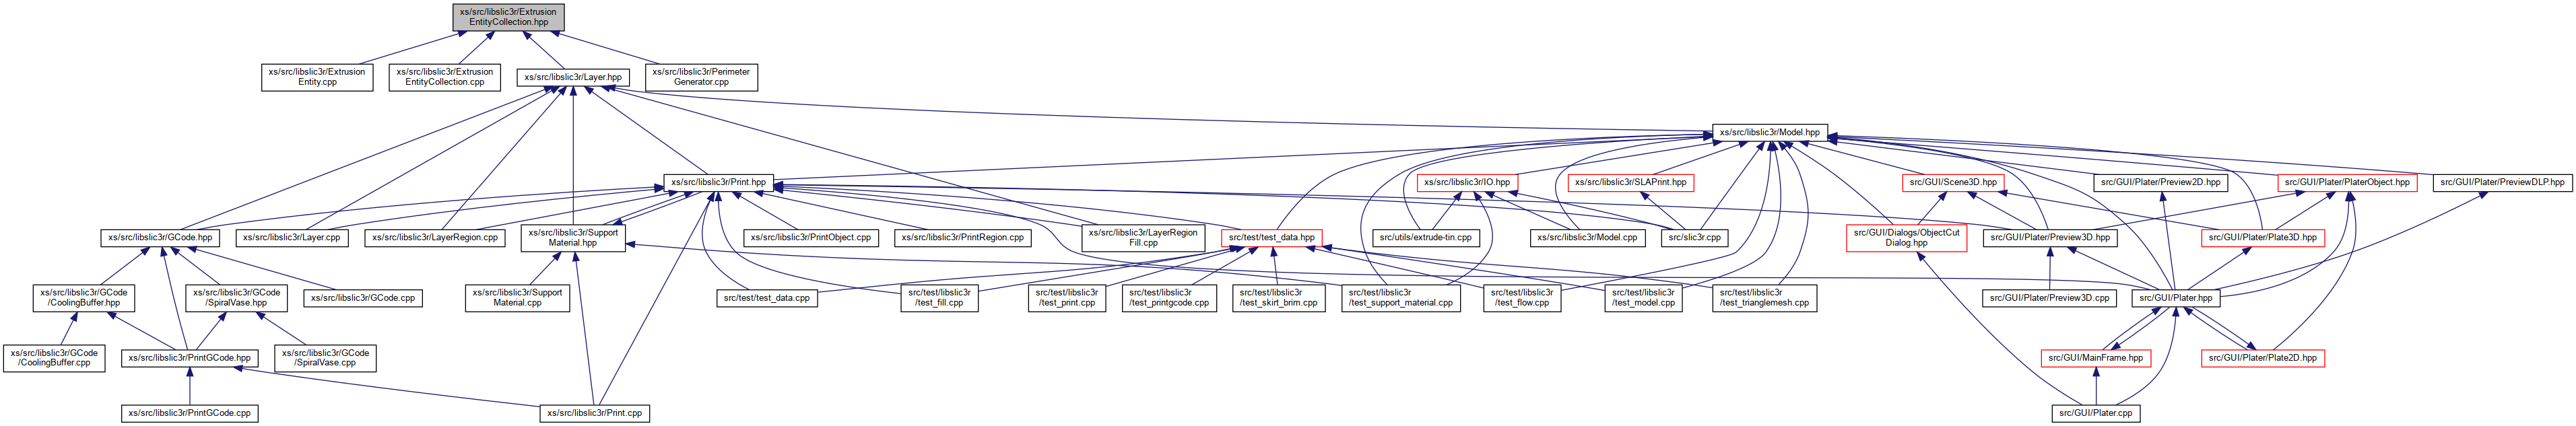 xs/src/libslic3r/Extrusion
EntityCollection.hpp
xs/src/libslic3r/Extrusion
Entity.cpp
xs/src/libslic3r/Extrusion
EntityCollection.cpp
xs/src/libslic3r/Layer.hpp
xs/src/libslic3r/Perimeter
Generator.cpp
xs/src/libslic3r/Model.hpp
xs/src/libslic3r/Print.hpp
xs/src/libslic3r/IO.hpp
xs/src/libslic3r/SLAPrint.hpp
src/GUI/Scene3D.hpp
src/GUI/Plater/Preview2D.hpp
src/GUI/Plater/PlaterObject.hpp
src/GUI/Plater/PreviewDLP.hpp
xs/src/libslic3r/GCode.hpp
xs/src/libslic3r/Layer.cpp
xs/src/libslic3r/LayerRegion.cpp
xs/src/libslic3r/Support
Material.hpp
xs/src/libslic3r/PrintObject.cpp
xs/src/libslic3r/PrintRegion.cpp
xs/src/libslic3r/LayerRegion
Fill.cpp
src/test/test_data.hpp
src/utils/extrude-tin.cpp
xs/src/libslic3r/Model.cpp
src/slic3r.cpp
src/GUI/Dialogs/ObjectCut
Dialog.hpp
src/GUI/Plater/Preview3D.hpp
src/GUI/Plater/Plate3D.hpp
xs/src/libslic3r/GCode
/CoolingBuffer.hpp
xs/src/libslic3r/GCode
/SpiralVase.hpp
xs/src/libslic3r/GCode.cpp
xs/src/libslic3r/Support
Material.cpp
src/test/test_data.cpp
src/test/libslic3r
/test_fill.cpp
src/test/libslic3r
/test_print.cpp
src/test/libslic3r
/test_printgcode.cpp
src/test/libslic3r
/test_skirt_brim.cpp
src/test/libslic3r
/test_support_material.cpp
src/test/libslic3r
/test_flow.cpp
src/test/libslic3r
/test_model.cpp
src/test/libslic3r
/test_trianglemesh.cpp
src/GUI/Plater/Preview3D.cpp
src/GUI/Plater.hpp
xs/src/libslic3r/GCode
/CoolingBuffer.cpp
xs/src/libslic3r/PrintGCode.hpp
xs/src/libslic3r/GCode
/SpiralVase.cpp
src/GUI/MainFrame.hpp
src/GUI/Plater/Plate2D.hpp
xs/src/libslic3r/PrintGCode.cpp
xs/src/libslic3r/Print.cpp
src/GUI/Plater.cpp